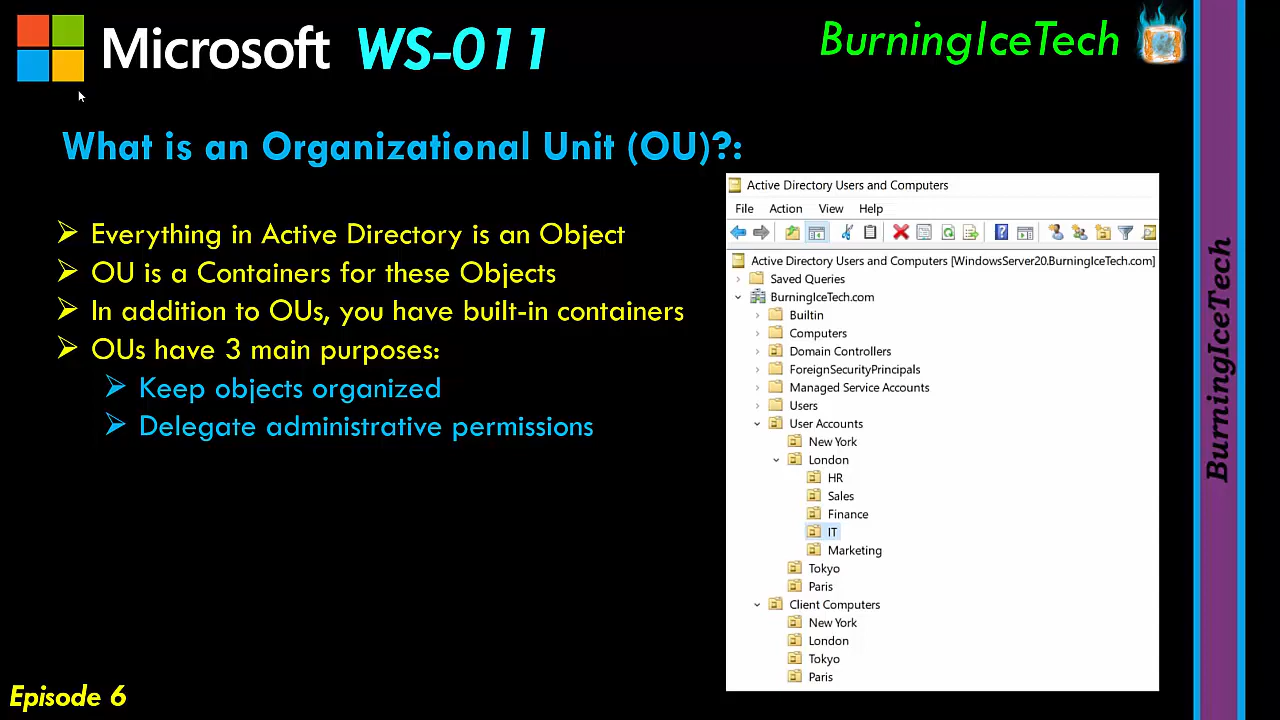 Microsoft WS-011
BurningIceTech
What is an Organizational Unit (OU)?:
Everything in Active Directory is an Object
OU is a Containers for these Objects
In addition to OUs, you have built-in containers
OUs have 3 main purposes:
Keep objects organized
Delegate administrative permissions
Active Directory Users and Computers
File Action View Help
Active Directory Users and Computers [WindowsServer20.BurningIceTech.com]
Saved Queries
BurningIceTech.com
Builtin
Computers
Domain Controllers
ForeignSecurityPrincipals
Managed Service Accounts
Users
User Accounts
New York
London
HR
Sales
Finance
IT
Marketing
Tokyo
Paris
Client Computers
New York
London
Tokyo
Paris
BurningIceTech
Episode 6